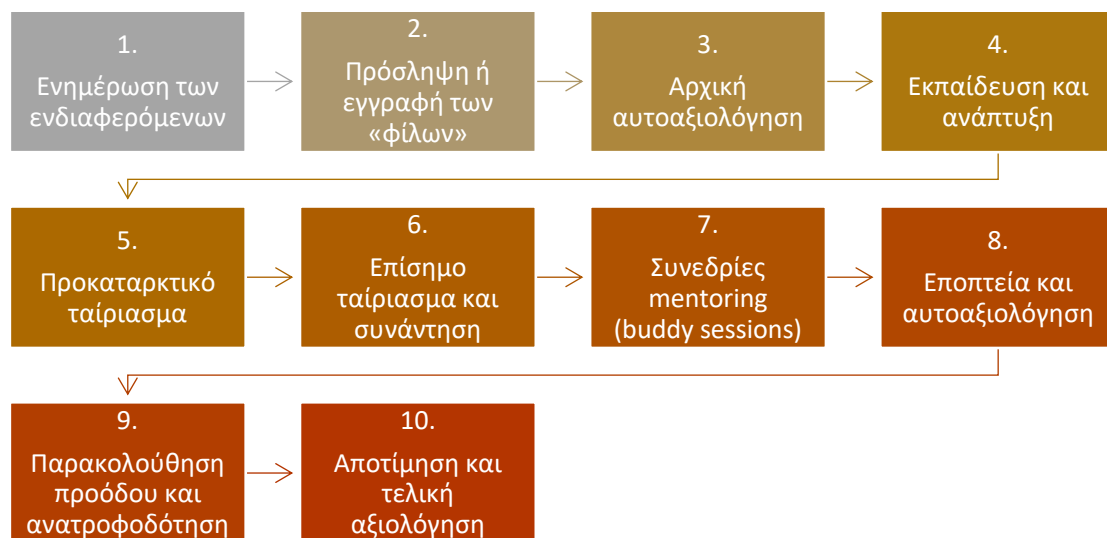 1.
Ενημέρωση των
ενδιαφερόμενων
2.
Πρόσληψη ή
εγγραφή των
«φίλων»
3.
Αρχική
αυτοαξιολόγηση
4.
Εκπαίδευση και
ανάπτυξη
5.
Προκαταρκτικό
ταίριασμα
6.
Επίσημο
ταίριασμα και
συνάντηση
7.
Συνεδρίες
mentoring
(buddy sessions)
8.
Εποπτεία και
αυτοαξιολόγηση
9.
Παρακολούθηση
προόδου και
ανατροφοδότηση
10.
Αποτίμηση και
τελική
αξιολόγηση